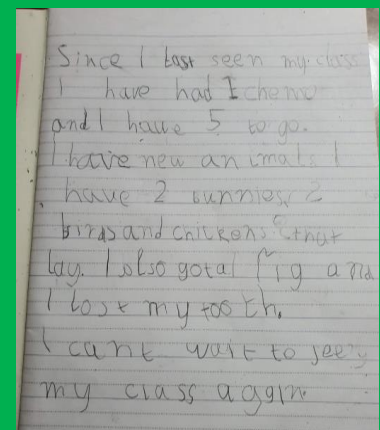 Since I last seen my class
I have had 1 chemo
and I have 5 to go.
I have new animals I
have 2 bunnies, 2
birds and chickens that
lay. I also got a and
I lost my tooth.
I cant wait to see
my class again.